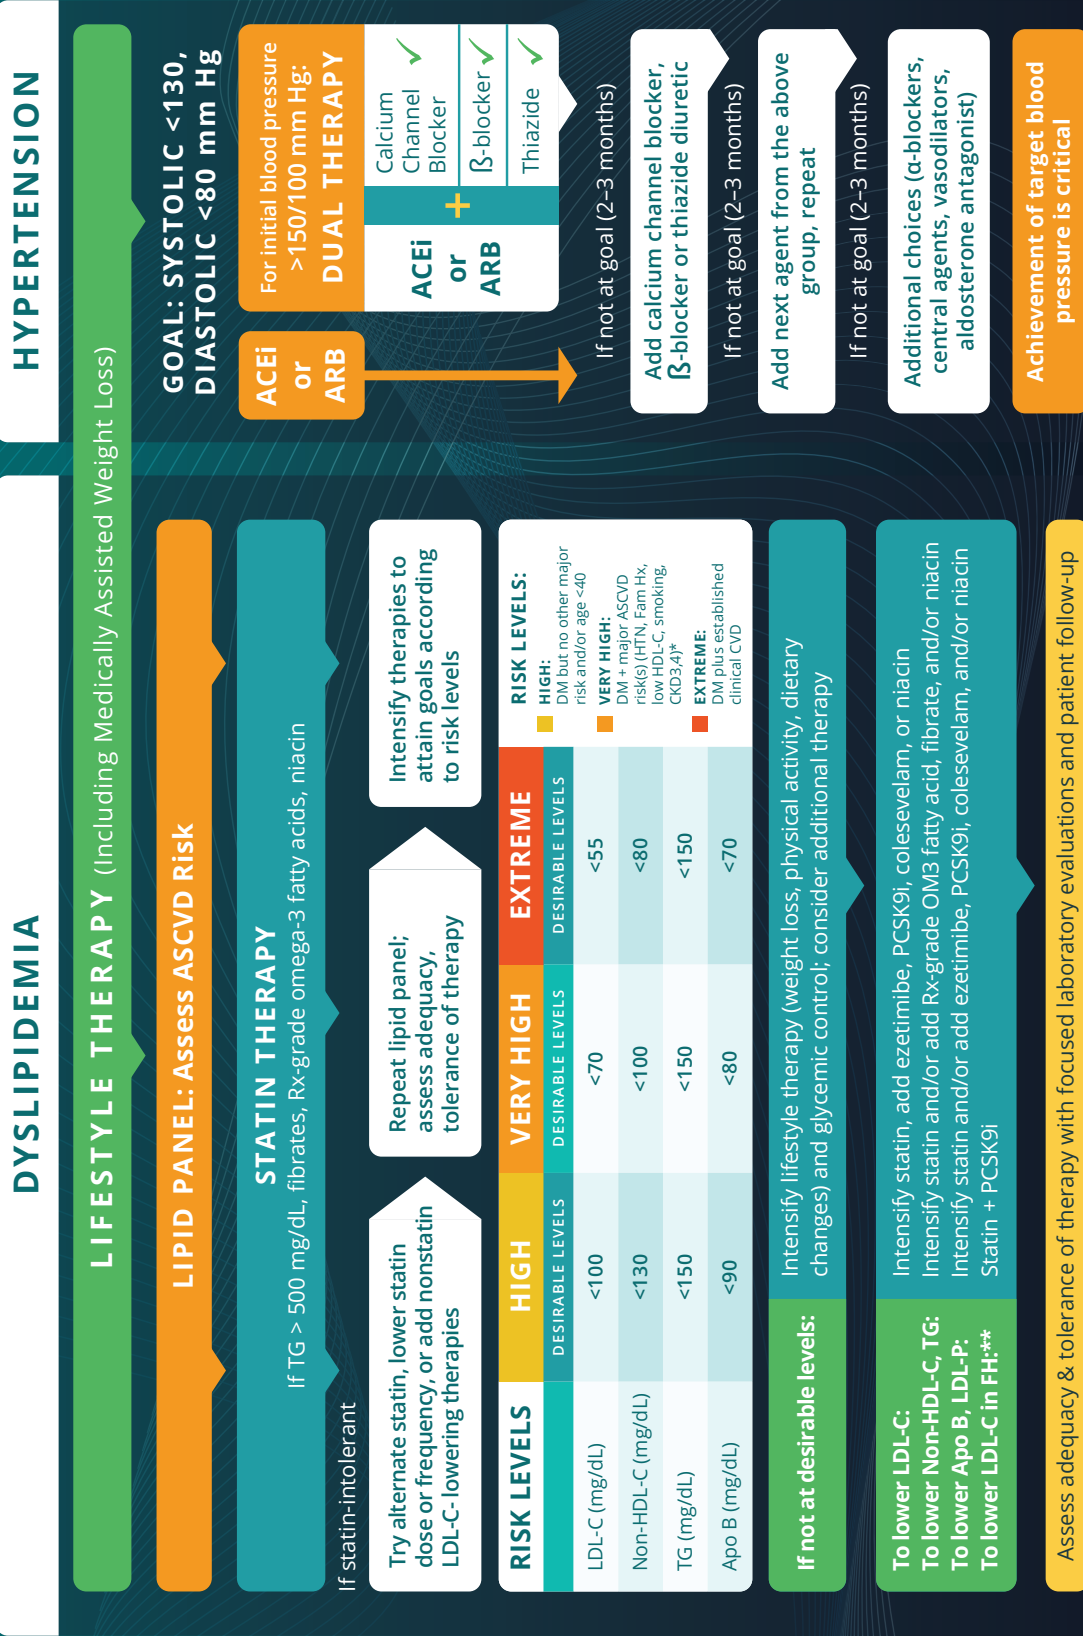 DYSLIPIDEMIA
HYPERTENSION
LIFESTYLE THERAPY (Including Medically Assisted Weight Loss)
LIPID PANEL: Assess ASCVD Risk
STATIN THERAPY
If TG > 500 mg/dL, fibrates, Rx-grade omega-3 fatty acids, niacin
If statin-intolerant
Try alternate statin, lower statin
dose or frequency, or add nonstatin
LDL-C- lowering therapies
Repeat lipid panel;
assess adequacy,
tolerance of therapy
Intensify therapies to
attain goals according
to risk levels
RISK LEVELS
HIGH
VERY HIGH
EXTREME
DESIRABLE LEVELS
DESIRABLE LEVELS
DESIRABLE LEVELS
LDL-C (mg/dL)
<100
<70
<55
Non-HDL-C (mg/dL)
<130
<100
<80
TG (mg/dL)
<150
<150
<150
Apo B (mg/dL)
<90
<80
<70
RISK LEVELS:
HIGH:
DM but no other major
risk and/or age <40
VERY HIGH:
DM + major ASCVD
risk(s) (HTN, Fam Hx,
low HDL-C, smoking,
CKD3,4)*
EXTREME:
DM plus established
clinical CVD
If not at desirable levels:
Intensify lifestyle therapy (weight loss, physical activity, dietary
changes) and glycemic control; consider additional therapy
To lower LDL-C:
Intensify statin, add ezetimibe, PCSK9i, colesevelam, or niacin
To lower Non-HDL-C, TG:
Intensify statin and/or add Rx-grade OM3 fatty acid, fibrate, and/or niacin
To lower Apo B, LDL-P:
Intensify statin and/or add ezetimibe, PCSK9i, colesevelam, and/or niacin
To lower LDL-C in FH:**
Statin + PCSK9i
Assess adequacy & tolerance of therapy with focused laboratory evaluations and patient follow-up
GOAL: SYSTOLIC <130,
DIASTOLIC <80 mm Hg
ACEi
or
ARB
For initial blood pressure
>150/100 mm Hg:
DUAL THERAPY
ACEi
or
ARB
+
Calcium
Channel
Blocker
✓
ß-blocker ✓
Thiazide ✓
If not at goal (2–3 months)
Add calcium channel blocker,
ß-blocker or thiazide diuretic
If not at goal (2–3 months)
Add next agent from the above
group, repeat
If not at goal (2–3 months)
Additional choices (α-blockers,
central agents, vasodilators,
aldosterone antagonist)
Achievement of target blood
pressure is critical